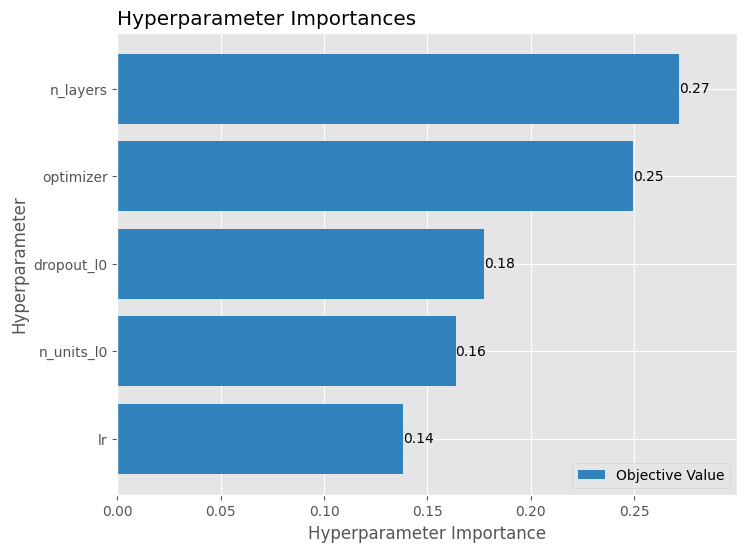 Hyperparameter Importances
n_layers
0.27
optimizer
0.25
dropout_l0
0.18
n_units_l0
0.16
lr
0.14
Hyperparameter
Objective Value
0.00 0.05 0.10 0.15 0.20 0.25
Hyperparameter Importance